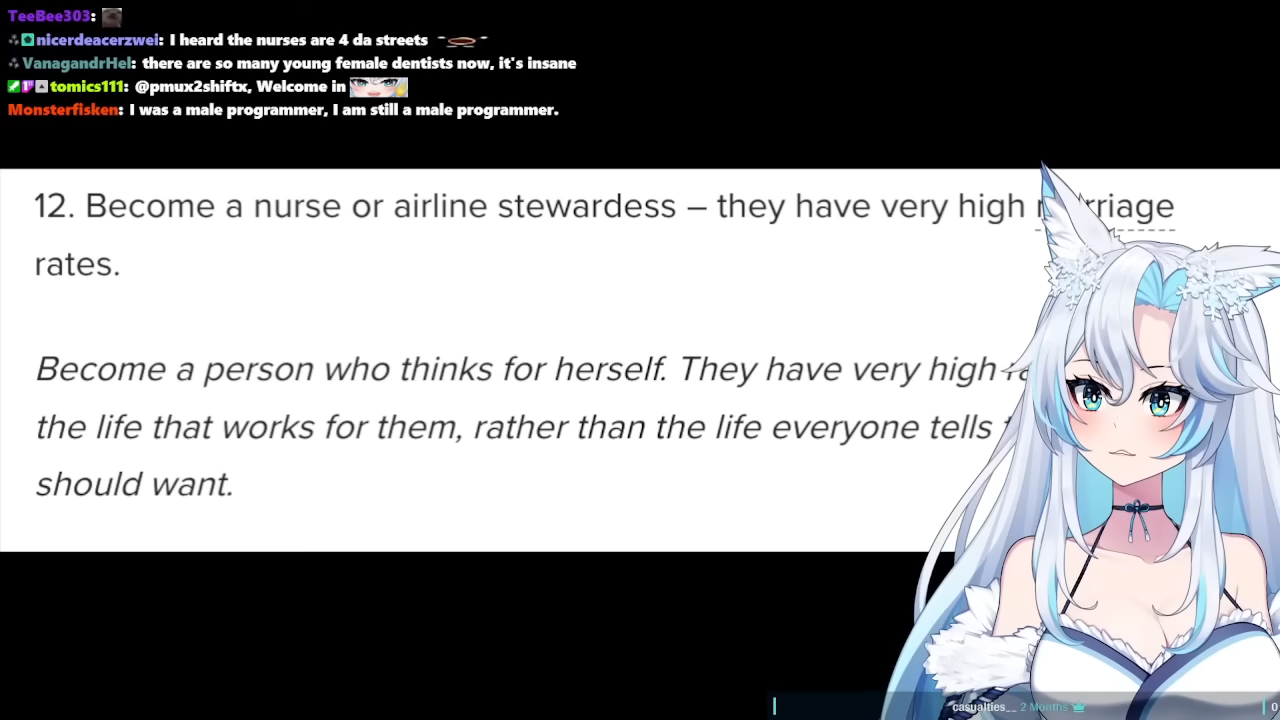 TeeBee303:
nicerdeacerzwei: I heard the nurses are 4 da streets
VanagandrHel: there are so many young female dentists now, it's insane
tomics111: @pmux2shiftx, Welcome in
Monsterfisken: I was a male programmer, I am still a male programmer.
12. Become a nurse or airline stewardess – they have very high marriage
rates.
Become a person who thinks for herself. They have very high
the life that works for them, rather than the life everyone tells
should want.
casualties__ 2 Months
0